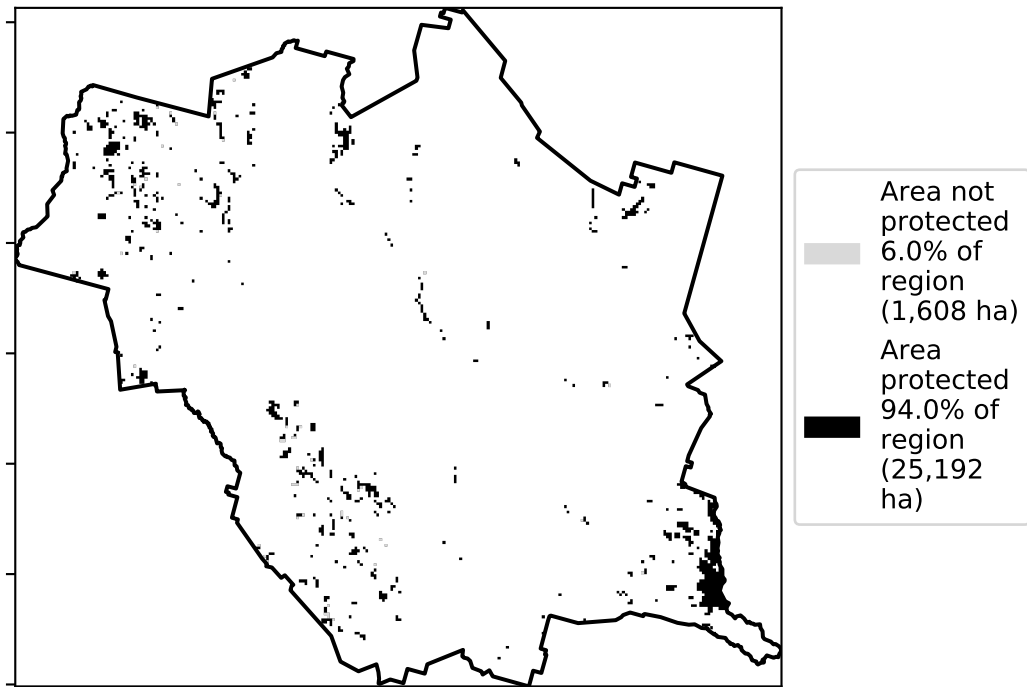 Area not
protected
6.0% of
region
(1,608 ha)
Area
protected
94.0% of
region
(25,192
ha)